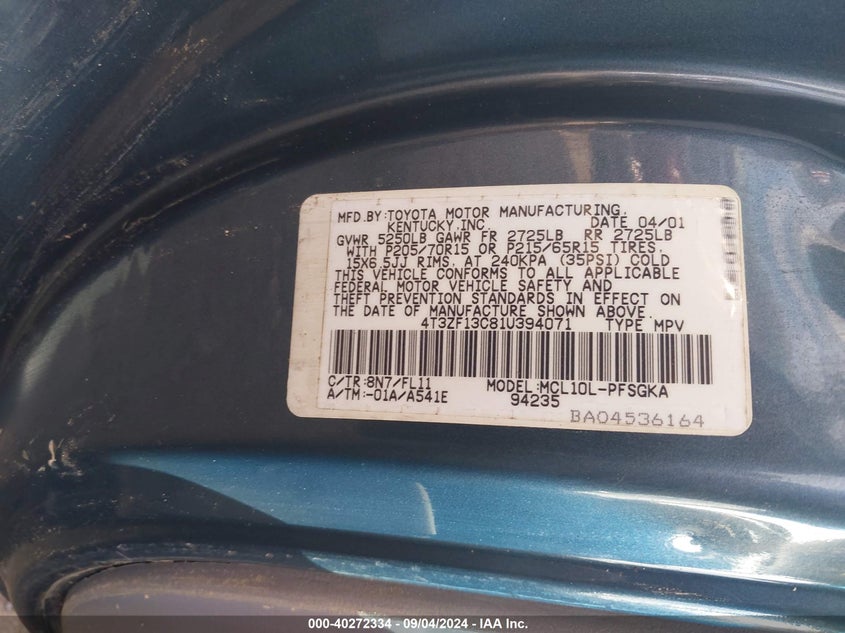 MFD.BY:TOYOTA MOTOR MANUFACTURING,
KENTUCKY,INC. DATE 04/01
GVWR 5250LB GAWR FR 2725LB RR 2725LB
WITH P205/70R15 or P215/65R15 TIRES,
15X6.5JJ RIMS, AT 240KPA (35PSI) COLD
THIS VEHICLE CONFORMS TO ALL APPLICABLE
FEDERAL MOTOR VEHICLE SAFETY AND
THEFT PREVENTION STANDARDS IN EFFECT ON
THE DATE OF MANUFACTURE SHOWN ABOVE.
4T3ZF13C81U394071 TYPE MPV
C/TR:8N7/FL11 MODEL:MCL10L-PFSGKA
A/TM:-01A/A541E 94235
BA04536164
000-40272334 - 09/04/2024 - IAA Inc.